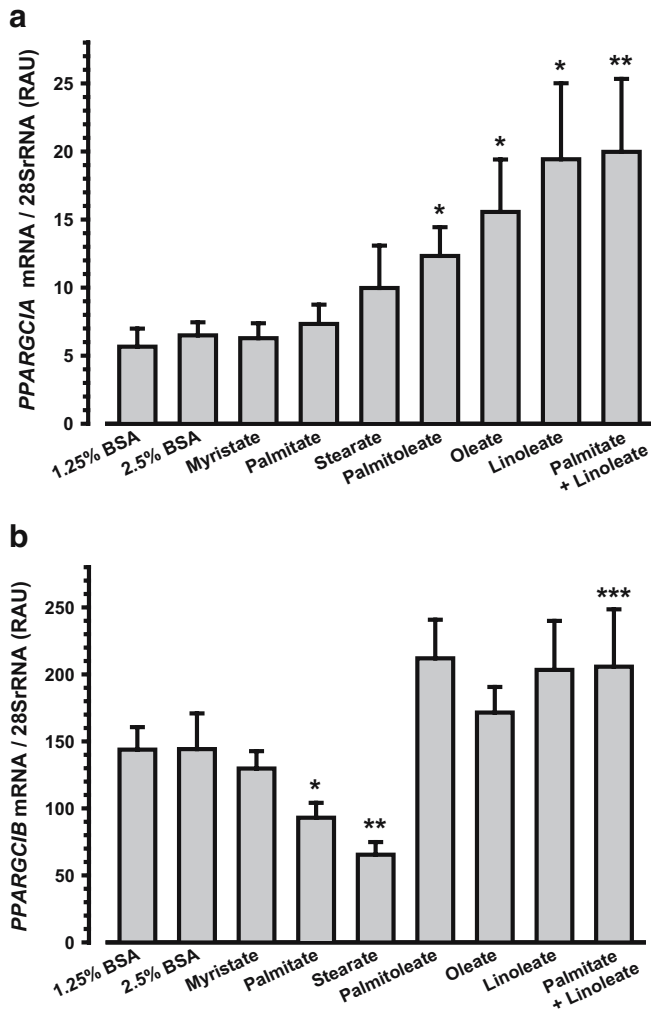 a
PPARGCIA mRNA / 28SrRNA (RAU)
25
20
15
10
5
0
*
*
*
**
1.25% BSA
2.5% BSA
Myristate
Palmitate
Stearate
Palmitoleate
Oleate
Linoleate
Palmitate
+ Linoleate
b
PPARGCIB mRNA / 28SrRNA (RAU)
250
200
150
100
50
0
*
**
***
1.25% BSA
2.5% BSA
Myristate
Palmitate
Stearate
Palmitoleate
Oleate
Linoleate
Palmitate
+ Linoleate